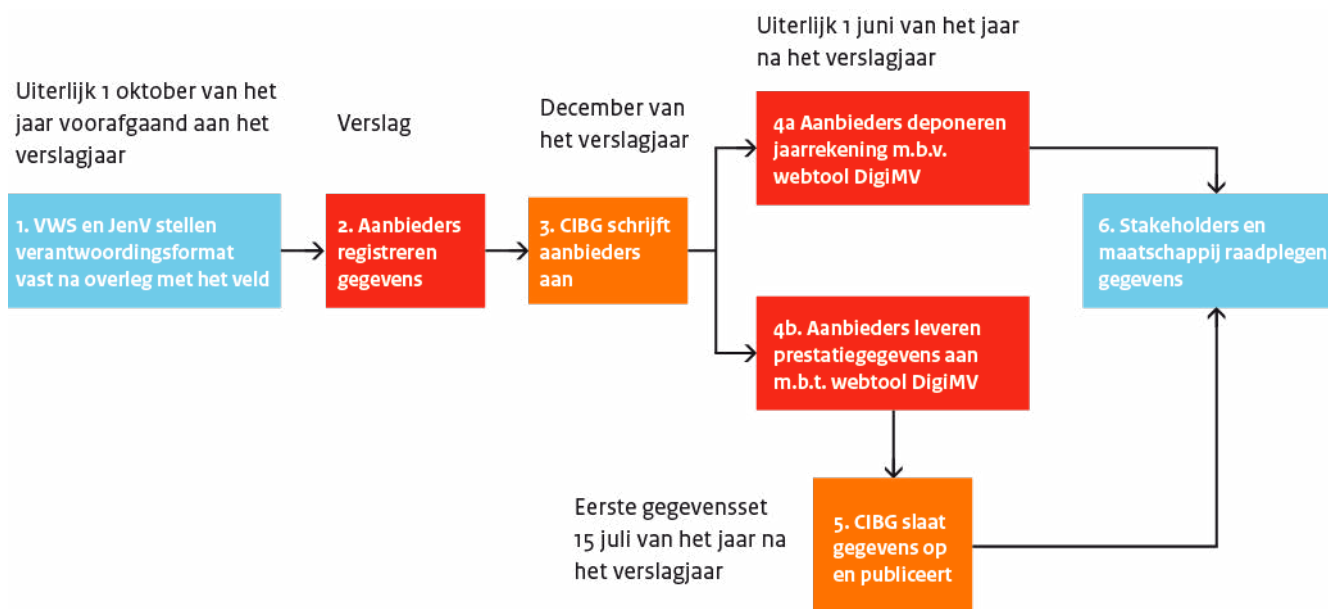 Uiterlijk 1 oktober van het
jaar voorafgaand aan het
verslagjaar
1. VWS en JenV stellen
verantwoordingsformat
vast na overleg met het veld
Verslag
2. Aanbieders
registreren
gegevens
December van
het verslagjaar
3. CIBG schrijft
aanbieders
aan
Uiterlijk 1 juni van het jaar
na het verslagjaar
4a Aanbieders deponeren
jaarrekening m.b.v.
webtool DigiMV
4b. Aanbieders leveren
prestatiegegevens aan
m.b.t. webtool DigiMV
Eerste gegevensset
15 juli van het jaar na
het verslagjaar
5. CIBG slaat
gegevens op
en publiceert
6. Stakeholders en
maatschappij raadplegen
gegevens